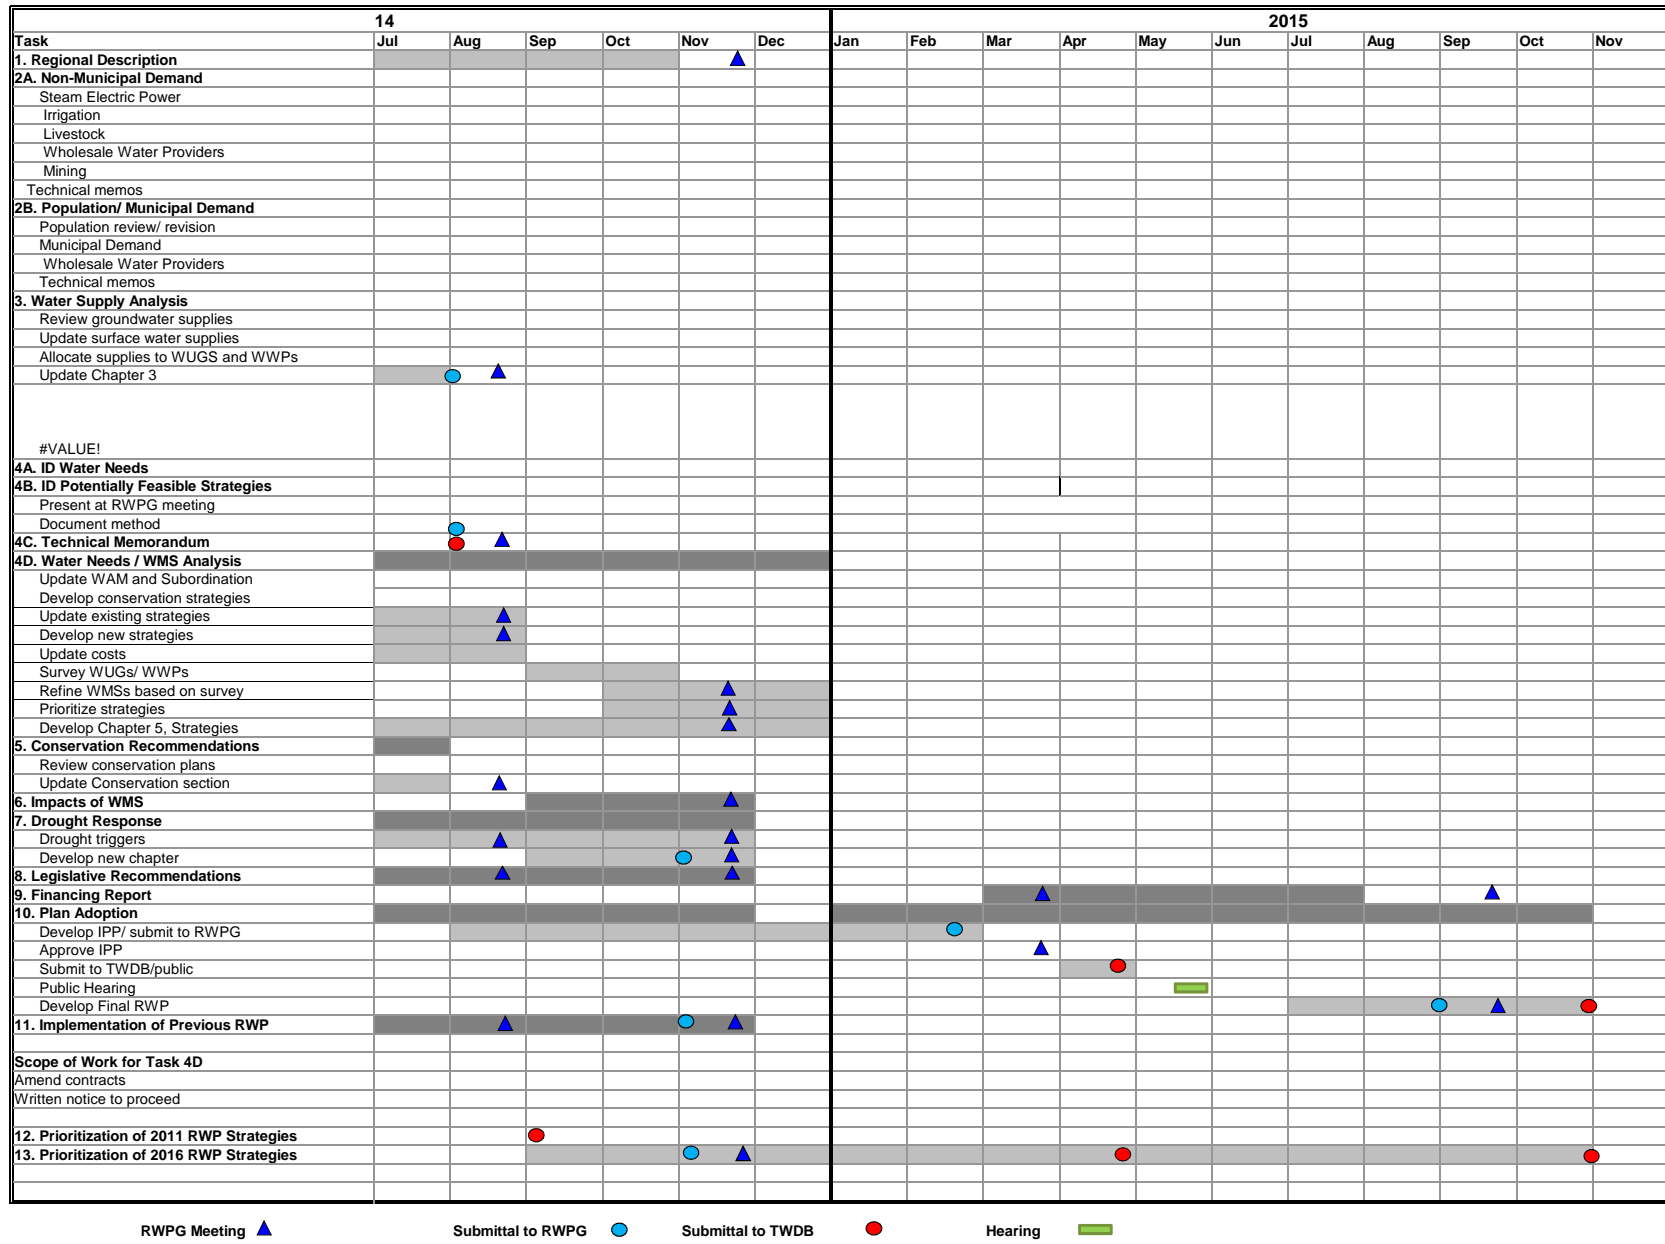 14 2015
Task Jul Aug Sep Oct Nov Dec Jan Feb Mar Apr May Jun Jul Aug Sep Oct Nov
1. Regional Description
2A. Non-Municipal Demand
Steam Electric Power
Irrigation
Livestock
Wholesale Water Providers
Mining
Technical memos
2B. Population/ Municipal Demand
Population review/ revision
Municipal Demand
Wholesale Water Providers
Technical memos
3. Water Supply Analysis
Review groundwater supplies
Update surface water supplies
Allocate supplies to WUGS and WWPs
Update Chapter 3
#VALUE!
4A. ID Water Needs
4B. ID Potentially Feasible Strategies
Present at RWPG meeting
Document method
4C. Technical Memorandum
4D. Water Needs / WMS Analysis
Update WAM and Subordination
Develop conservation strategies
Update existing strategies
Develop new strategies
Update costs
Survey WUGs/ WWPs
Refine WMSs based on survey
Prioritize strategies
Develop Chapter 5, Strategies
5. Conservation Recommendations
Review conservation plans
Update Conservation section
6. Impacts of WMS
7. Drought Response
Drought triggers
Develop new chapter
8. Legislative Recommendations
9. Financing Report
10. Plan Adoption
Develop IPP/ submit to RWPG
Approve IPP
Submit to TWDB/public
Public Hearing
Develop Final RWP
11. Implementation of Previous RWP
Scope of Work for Task 4D
Amend contracts
Written notice to proceed
12. Prioritization of 2011 RWP Strategies
13. Prioritization of 2016 RWP Strategies
RWPG Meeting Submittal to RWPG Submittal to TWDB Hearing